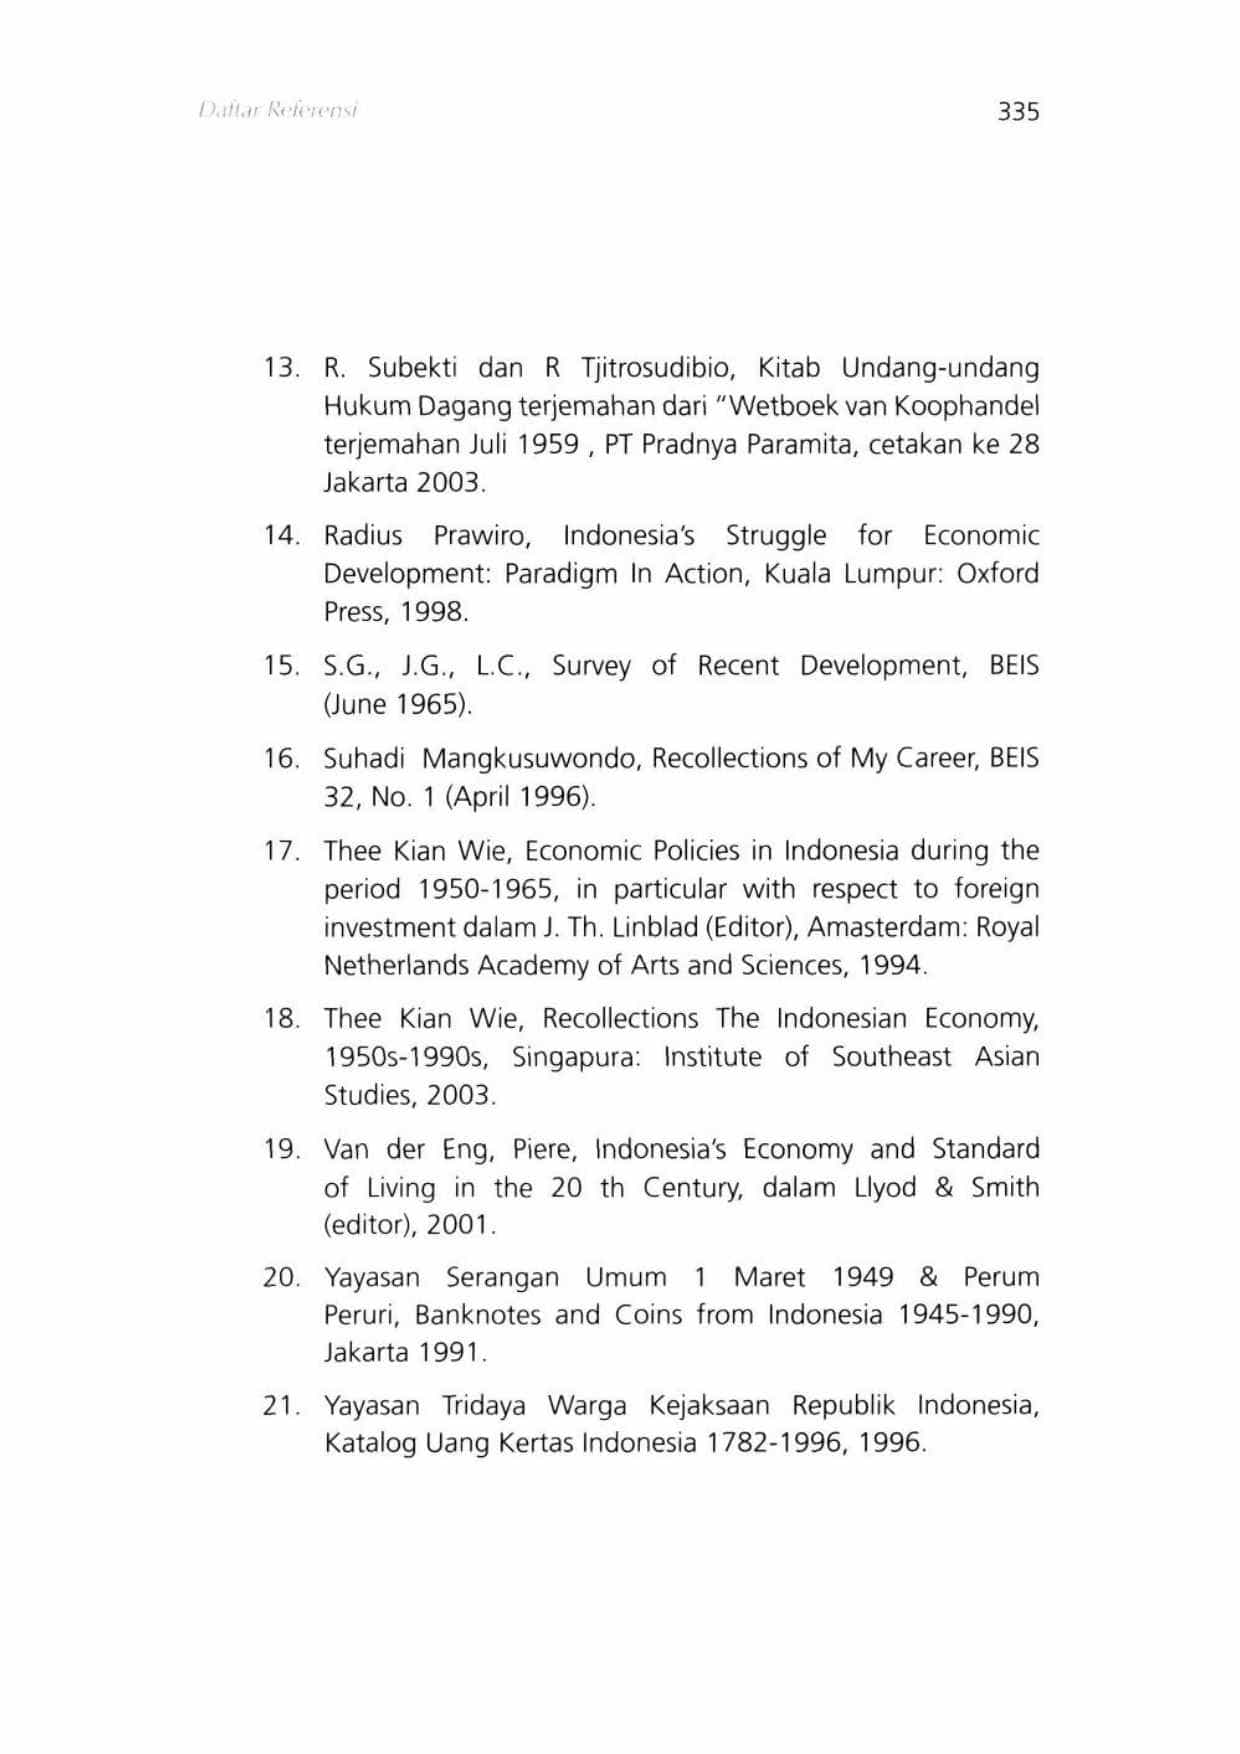 Daftar Referensi 335
13. R. Subekti dan R Tjitrosudibio, Kitab Undang-undang
Hukum Dagang terjemahan dari "Wetboek van Koophandel
terjemahan Juli 1959 , PT Pradnya Paramita, cetakan ke 28
Jakarta 2003.
14. Radius Prawiro, Indonesia's Struggle for Economic
Development: Paradigm In Action, Kuala Lumpur: Oxford
Press, 1998.
15. S.G., J.G., L.C., Survey of Recent Development, BEIS
(June 1965).
16. Suhadi Mangkusuwondo, Recollections of My Career, BEIS
32, No. 1 (April 1996).
17. Thee Kian Wie, Economic Policies in Indonesia during the
period 1950-1965, in particular with respect to foreign
investment dalam J. Th. Linblad (Editor), Amasterdam: Royal
Netherlands Academy of Arts and Sciences, 1994.
18. Thee Kian Wie, Recollections The Indonesian Economy,
1950s-1990s, Singapura: Institute of Southeast Asian
Studies, 2003.
19. Van der Eng, Piere, Indonesia's Economy and Standard
of Living in the 20 th Century, dalam Llyod & Smith
(editor), 2001.
20. Yayasan Serangan Umum 1 Maret 1949 & Perum
Peruri, Banknotes and Coins from Indonesia 1945-1990,
Jakarta 1991.
21. Yayasan Tridaya Warga Kejaksaan Republik Indonesia,
Katalog Uang Kertas Indonesia 1782-1996, 1996.